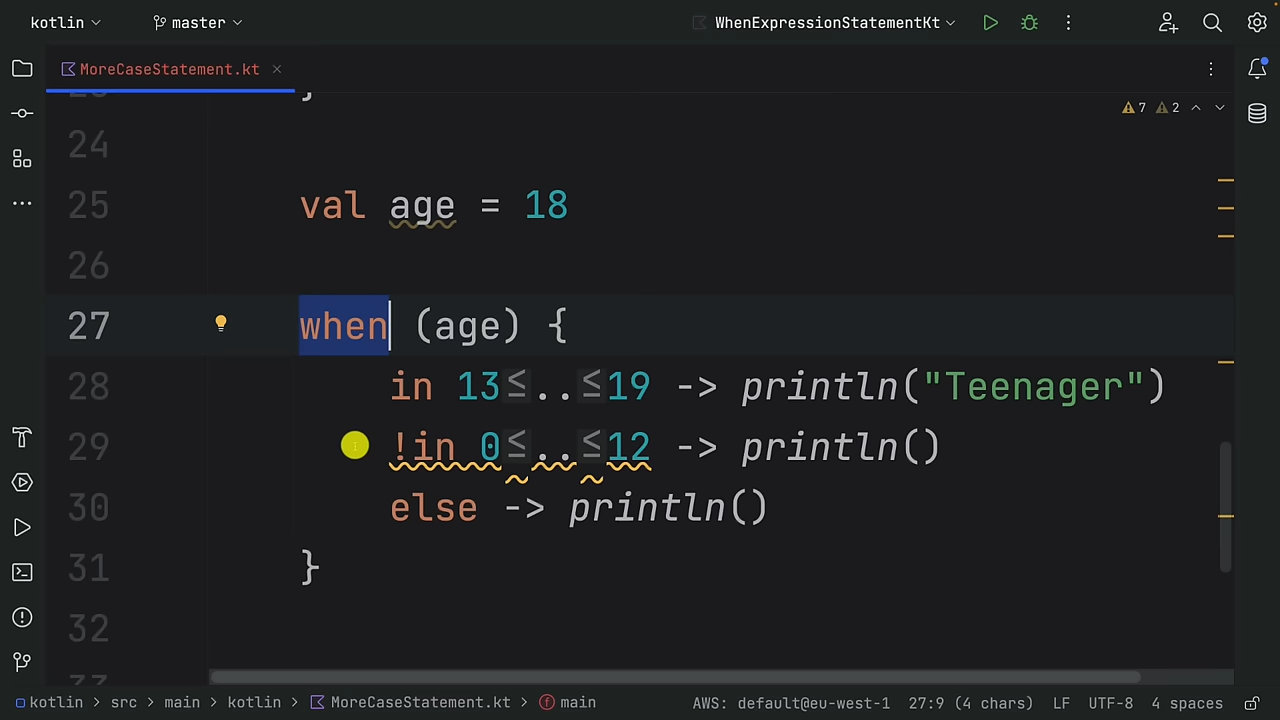 kotlin master WhenExpressionStatementKt
MoreCaseStatement.kt
7 2
24
25 val age = 18
26
27 when (age) {
28 in 13≤..≤19 -> println("Teenager")
29 !in 0≤..≤12 -> println()
30 else -> println()
31 }
32
kotlin > src > main > kotlin > MoreCaseStatement.kt > main AWS: default@eu-west-1 27:9 (4 chars) LF UTF-8 4 spaces